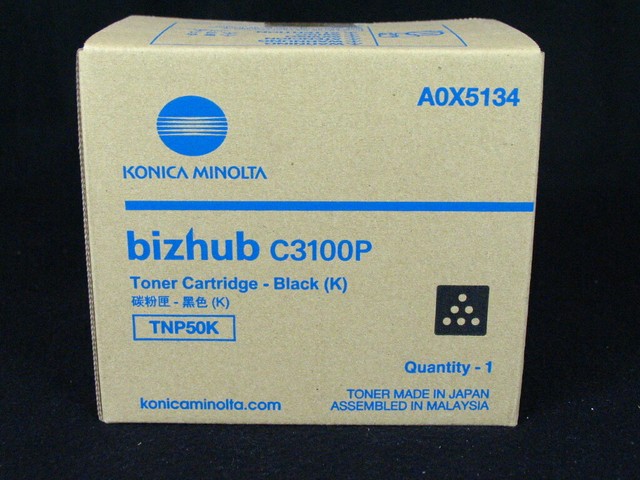 A0X5134
KONICA MINOLTA
bizhub C3100P
Toner Cartridge - Black (K)
碳粉匣 - 黑色 (K)
TNP50K
Quantity - 1
TONER MADE IN JAPAN
konicaminolta.com ASSEMBLED IN MALAYSIA